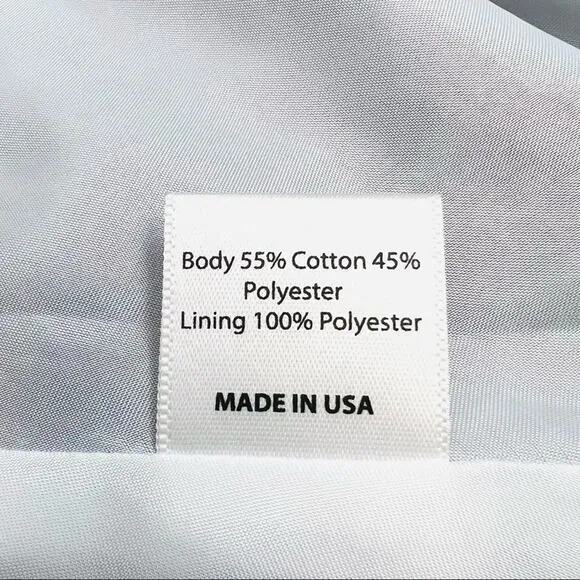 Body 55% Cotton 45%
Polyester
Lining 100% Polyester
MADE IN USA